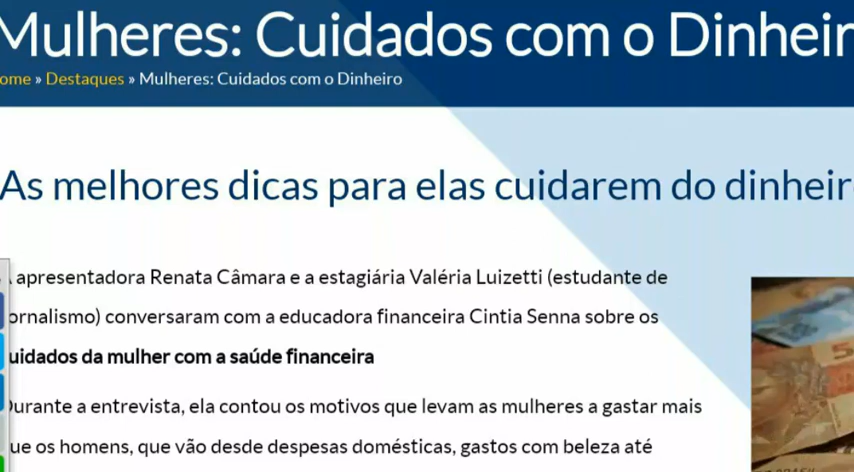 Mulheres: Cuidados com o Dinheir
ome » Destaques » Mulheres: Cuidados com o Dinheiro
As melhores dicas para elas cuidarem do dinheir
apresentadora Renata Câmara e a estagiária Valéria Luizetti (estudante de
ornalismo) conversaram com a educadora financeira Cintia Senna sobre os
uidados da mulher com a saúde financeira
Durante a entrevista, ela contou os motivos que levam as mulheres a gastar mais
ue os homens, que vão desde despesas domésticas, gastos com beleza até